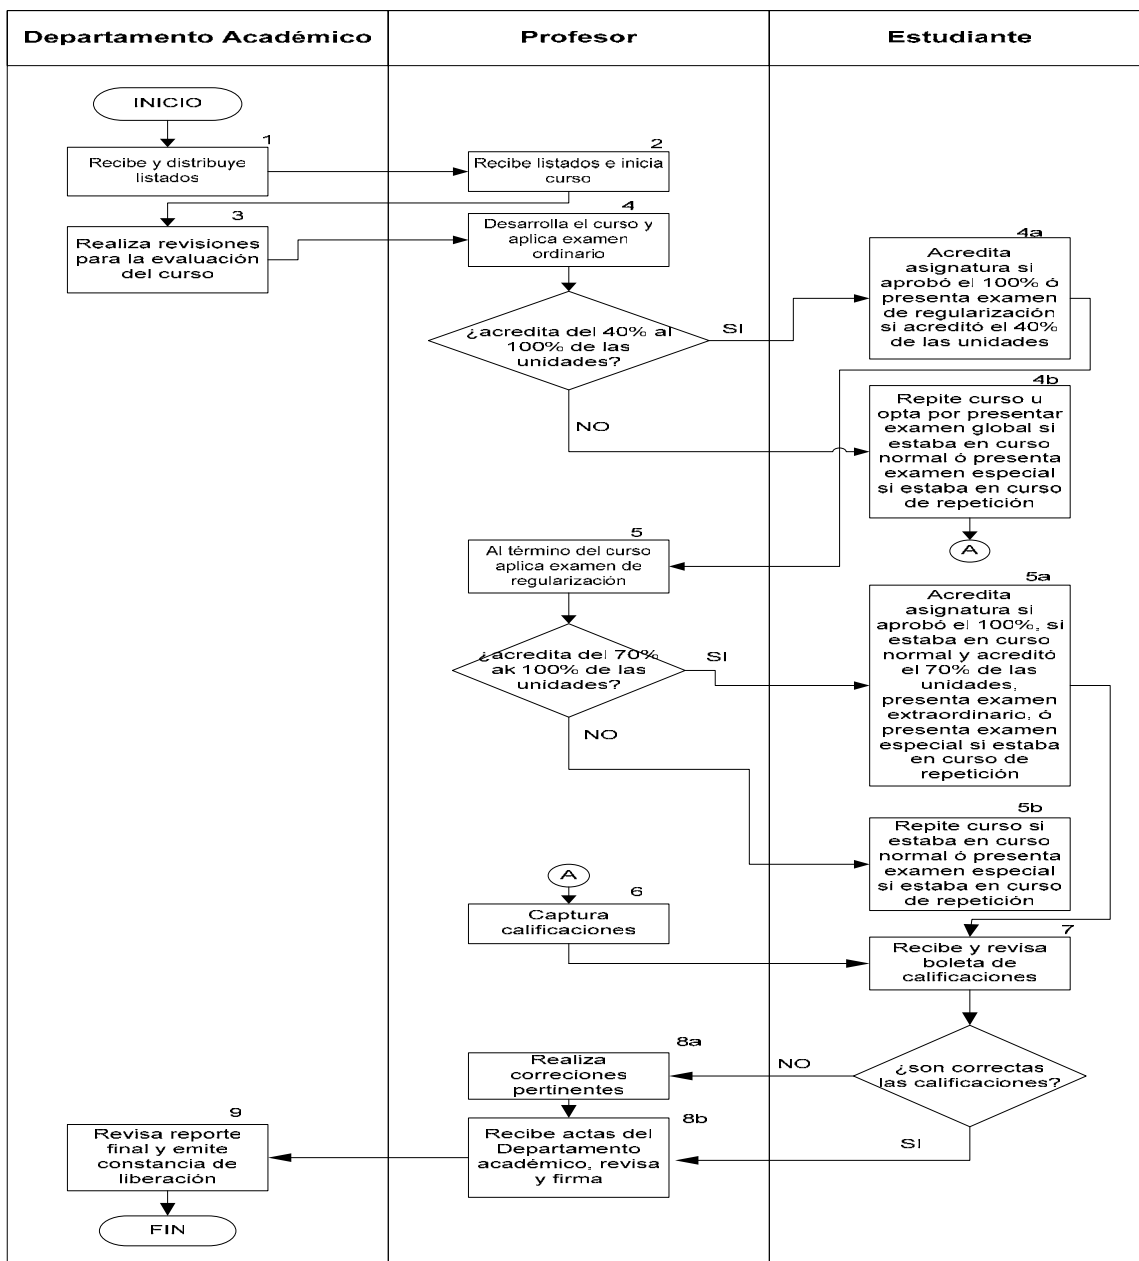 Departamento Académico
Profesor
Estudiante
INICIO
1
Recibe y distribuye
listados
2
Recibe listados e inicia
curso
3
Realiza revisiones
para la evaluación
del curso
4
Desarrolla el curso y
aplica examen
ordinario
4a
Acredita
asignatura si
aprobó el 100% ó
presenta examen
de regularización
si acreditó el 40%
de las unidades
¿acredita del 40% al
100% de las
unidades?
SI
NO
4b
Repite curso u
opta por presentar
examen global si
estaba en curso
normal ó presenta
examen especial
si estaba en curso
de repetición
A
5
Al término del curso
aplica examen de
regularización
5a
Acredita
asignatura si
aprobó el 100%, si
estaba en curso
normal y acreditó
el 70% de las
unidades,
presenta examen
extraordinario, ó
presenta examen
especial si estaba
en curso de
repetición
¿acredita del 70%
ak 100% de las
unidades?
SI
NO
5b
Repite curso si
estaba en curso
normal ó presenta
examen especial
si estaba en curso
de repetición
A
6
Captura
calificaciones
7
Recibe y revisa
boleta de
calificaciones
¿son correctas
las calificaciones?
NO
SI
8a
Realiza
correciones
pertinentes
8b
Recibe actas del
Departamento
académico, revisa
y firma
9
Revisa reporte
final y emite
constancia de
liberación
FIN